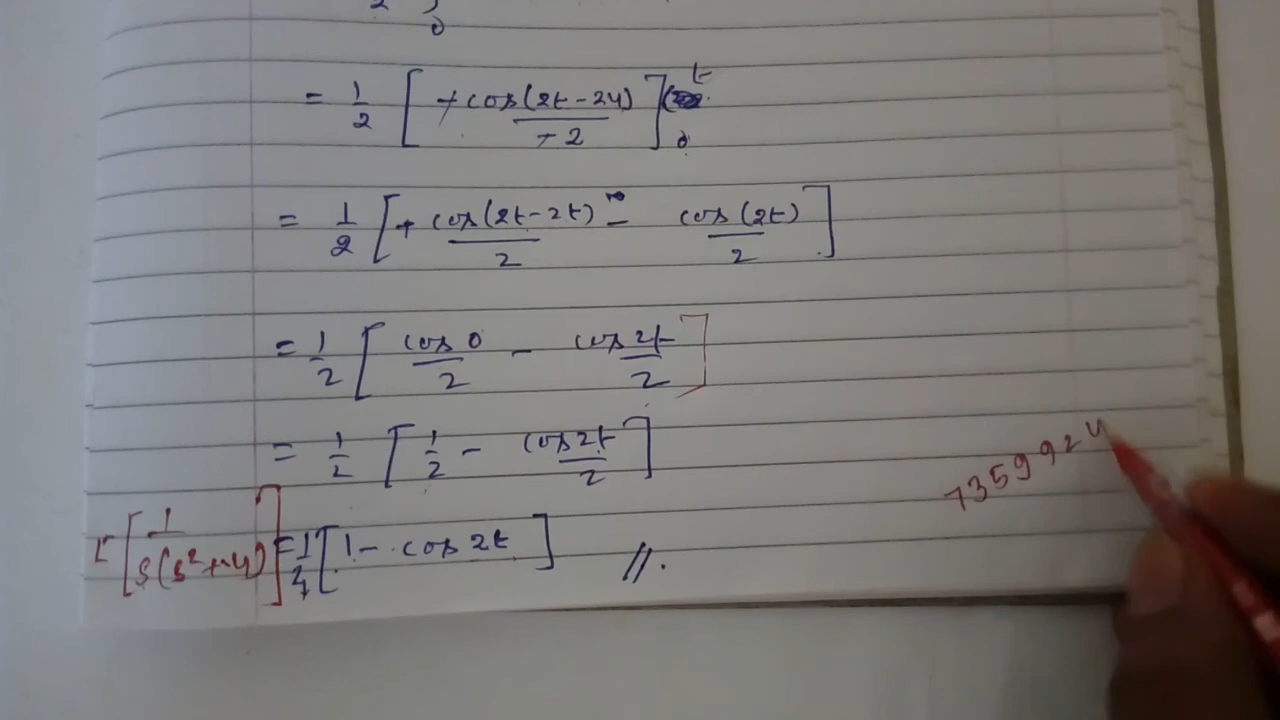 2 0
= 1/2 [ + cos(2t - 2u) / + 2 ] t 0
= 1/2 [ + cos(2t - 2t) / 2 - cos(2t) / 2 ]
= 1/2 [ cos 0 / 2 - cos 2t / 2 ]
= 1/2 [ 1/2 - cos 2t / 2 ]
[ 1 / s(s²+4) ] = 1/4 [ 1 - cos 2t ] //.
7359924